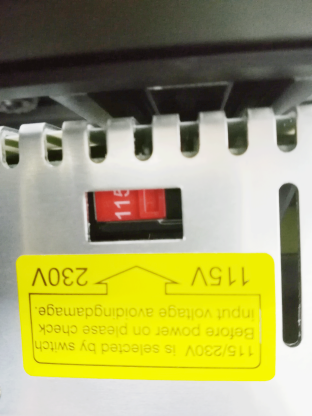 115/230V is selected by switch
Before power on please check
input voltage avoidingdamage.
115V 230V
115